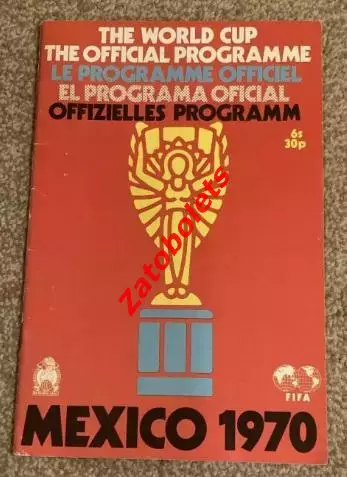 THE WORLD CUP
THE OFFICIAL PROGRAMME
LE PROGRAMME OFFICIEL
EL PROGRAMA OFICIAL
OFFIZIELLES PROGRAMM
6s
30p
Zatobolets
FIFA
MEXICO 1970